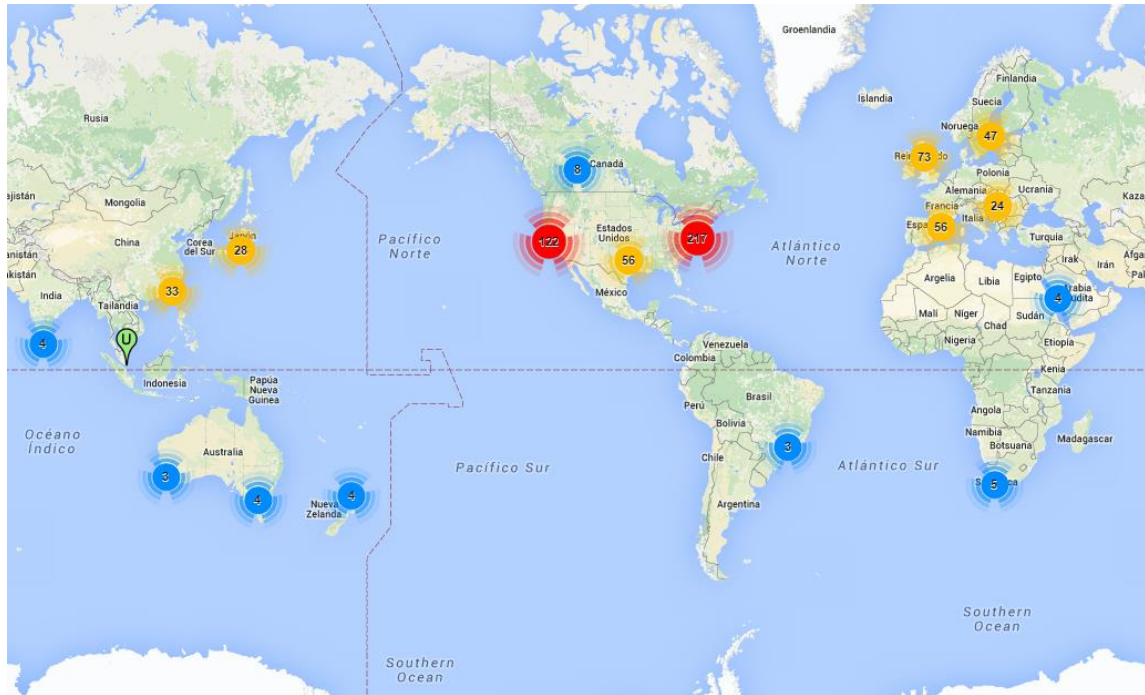 Groenlandia
Islandia
Finlandia
Suecia
Noruega
47
Rusia
8
Canadá
73
Polonia
Alemania
Ucrania
24
Francia
Italia
56
Mongolia
Japón
28
Corea
del Sur
China
Pacífico
Norte
122
Estados
Unidos
217
56
Atlántico
Norte
Turquía
Irak
Irán
Argelia
Libia
Egipto
4
33
India
Tailandia
México
Malí
Níger
Chad
Sudán
Nigeria
Etiopía
4
U
Venezuela
Colombia
Kenia
Indonesia
Papúa
Nueva
Guinea
Perú
Brasil
Bolivia
Tanzania
Angola
Namibia
Botsuana
Madagascar
Océano
Índico
Australia
3
4
4
Nueva
Zelanda
Pacífico Sur
Chile
3
Argentina
Atlántico Sur
5
Southern
Ocean
Southern
Ocean